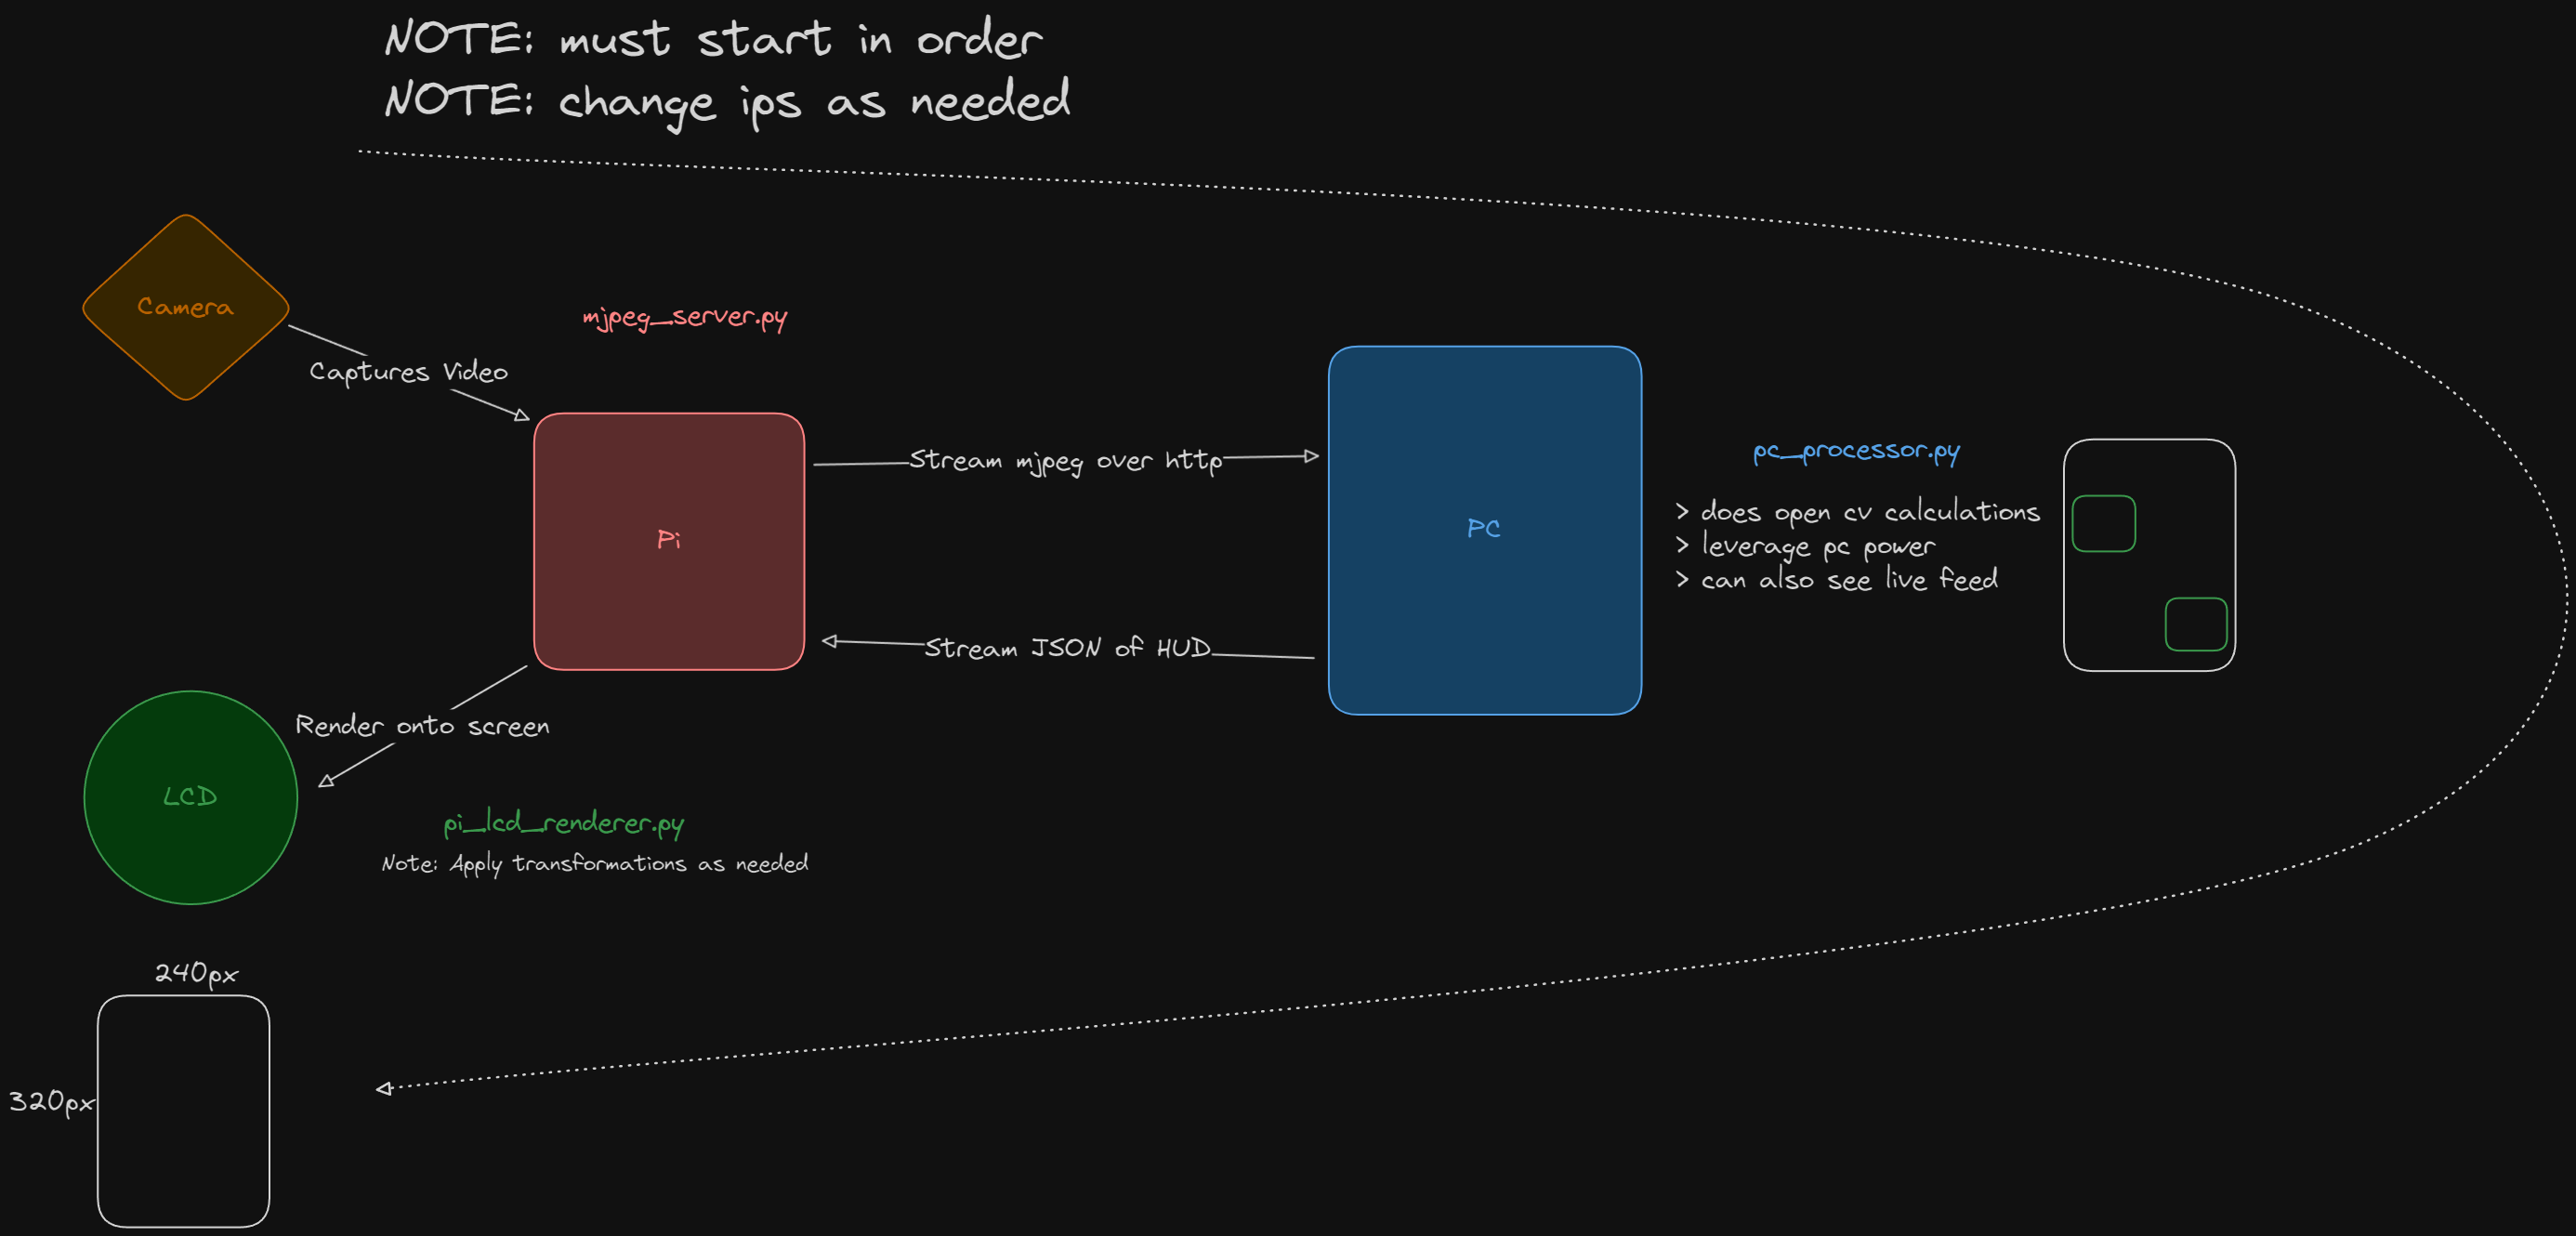 NOTE: must start in order
NOTE: change ips as needed
Camera
Captures Video
mjpeg_server.py
Pi
Stream mjpeg over http
Stream JSON of HUD
PC
pc_processor.py
> does open cv calculations
> leverage pc power
> can also see live feed
Render onto screen
LCD
pi_lcd_renderer.py
Note: Apply transformations as needed
240px
320px